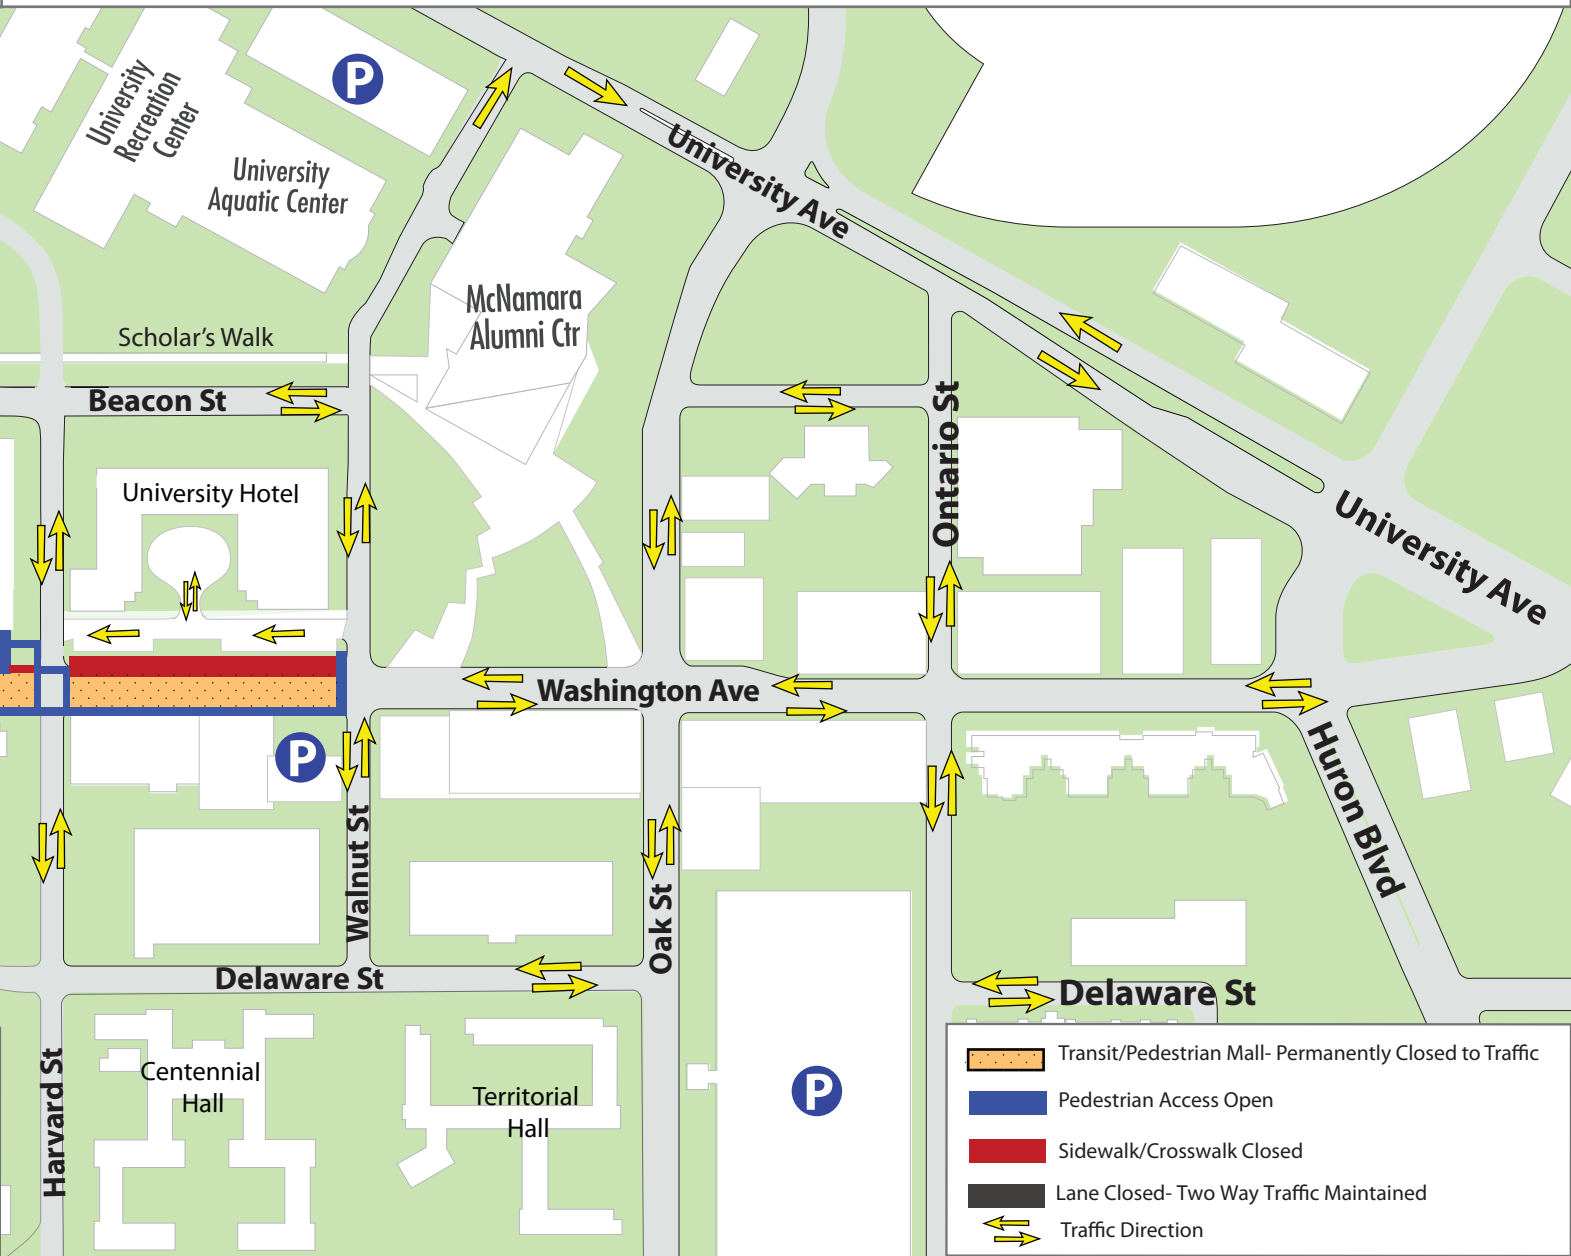 P
University
Recreation
Center
University
Aquatic Center
University Ave
McNamara
Alumni Ctr
Scholar's Walk
Beacon St
University Hotel
Ontario St
University Ave
Washington Ave
P
Walnut St
Oak St
Huron Blvd
Delaware St
Delaware St
Harvard St
Centennial
Hall
Territorial
Hall
P
Transit/Pedestrian Mall- Permanently Closed to Traffic
Pedestrian Access Open
Sidewalk/Crosswalk Closed
Lane Closed- Two Way Traffic Maintained
Traffic Direction